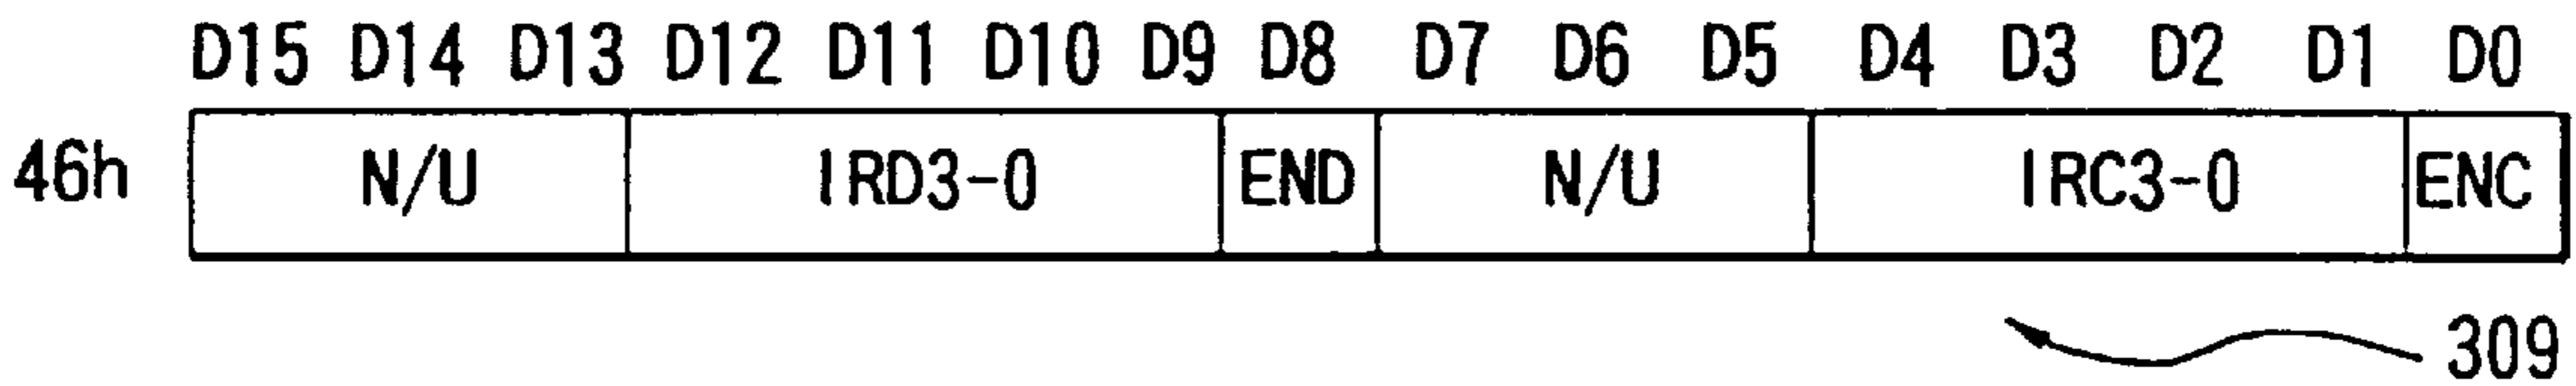 D15 D14 D13 D12 D11 D10 D9 D8 D7 D6 D5 D4 D3 D2 D1 D0
46h N/U IRD3-0 END N/U IRC3-0 ENC
309